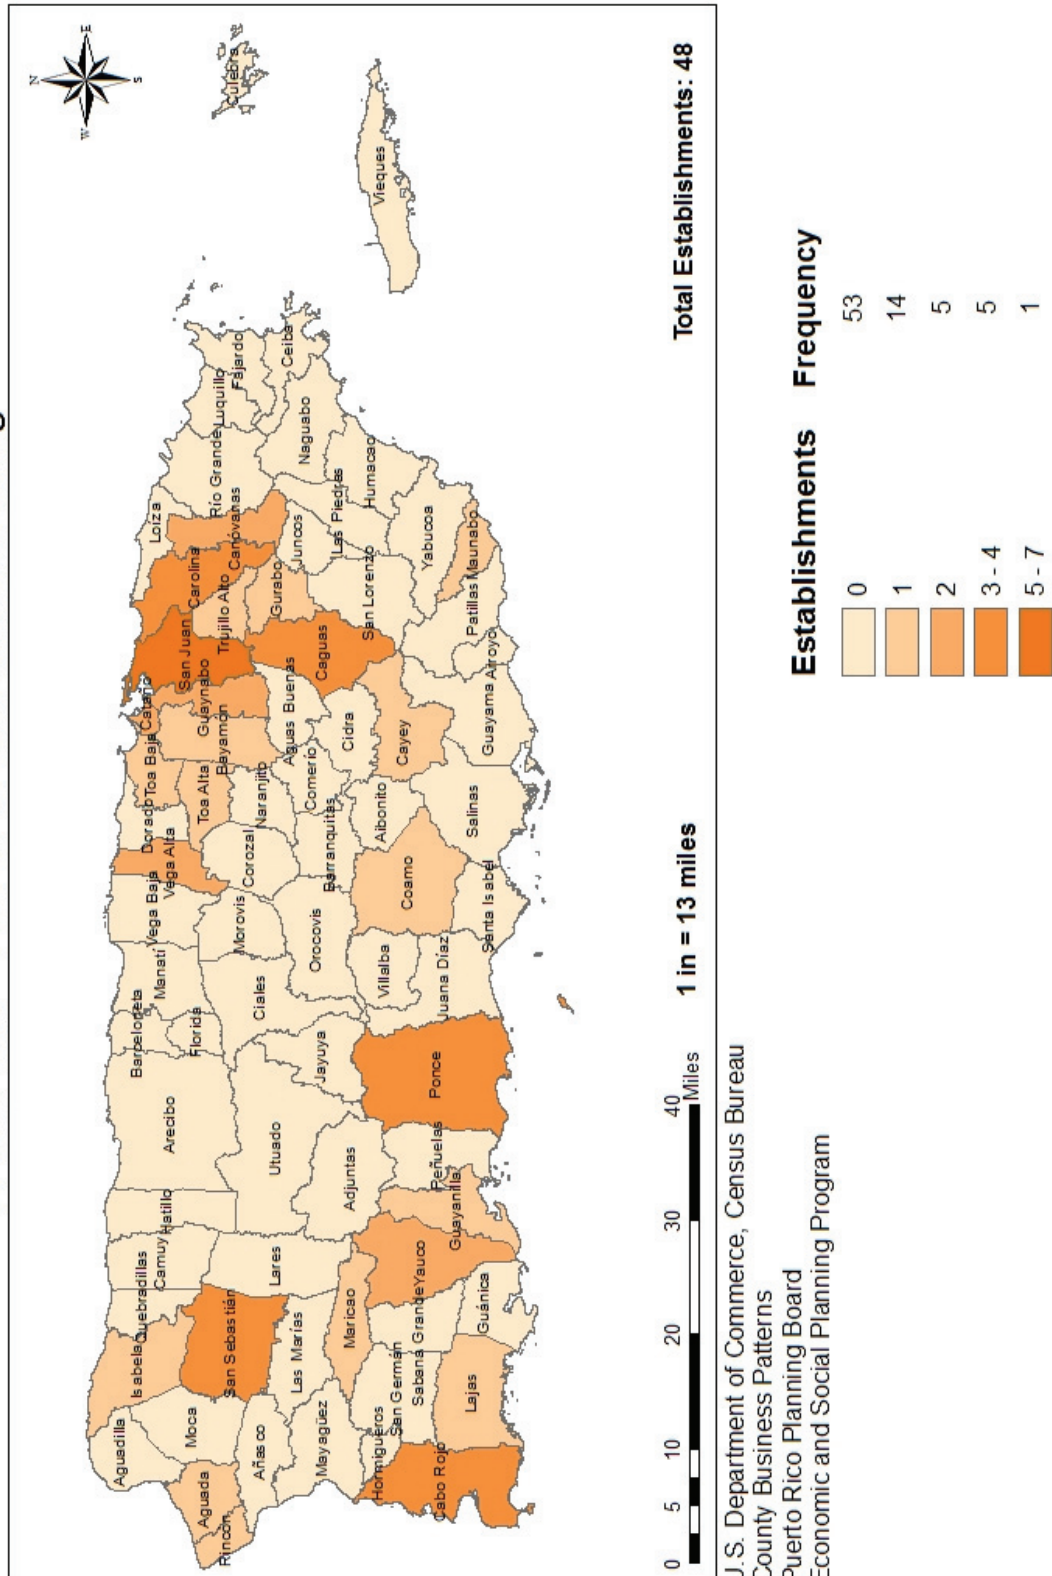 N
W
E
S
Culebra
Vieques
Isabela
Quebradillas
Camuy
Hatillo
Arecibo
Barceloneta
Florida
Manatí
Vega Baja
Vega Alta
Dorado
Toa Baja
Toa Alta
Cataño
Bayamón
Guaynabo
San Juan
Trujillo Alto
Carolina
Canóvanas
Loíza
Río Grande
Luquillo
Fajardo
Ceiba
Aguadilla
Moca
Aguada
Rincón
Añasco
San Sebastián
Lares
Utuado
Ciales
Morovis
Corozal
Naranjito
Las Marías
Mayagüez
Maricao
Adjuntas
Jayuya
Orocovis
Barranquitas
Comerío
Aguas Buenas
Cidra
Caguas
Gurabo
Juncos
San Lorenzo
Las Piedras
Naguabo
Humacao
Hormigueros
San Germán
Sabana Grande
Yauco
Guayanilla
Peñuelas
Ponce
Villalba
Juana Díaz
Coamo
Aibonito
Cayey
Yabucoa
Cabo Rojo
Lajas
Guánica
Santa Isabel
Salinas
Guayama
Arroyo
Patillas
Maunabo
0 5 10 20 30 40
Miles
1 in = 13 miles
Total Establishments: 48
U.S. Department of Commerce, Census Bureau
County Business Patterns
Puerto Rico Planning Board
Economic and Social Planning Program
Establishments Frequency
0 53
1 14
2 5
3 - 4 5
5 - 7 1